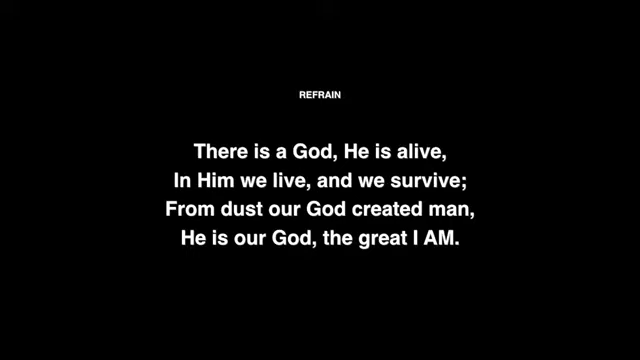 REFRAIN
There is a God, He is alive,
In Him we live, and we survive;
From dust our God created man,
He is our God, the great I AM.